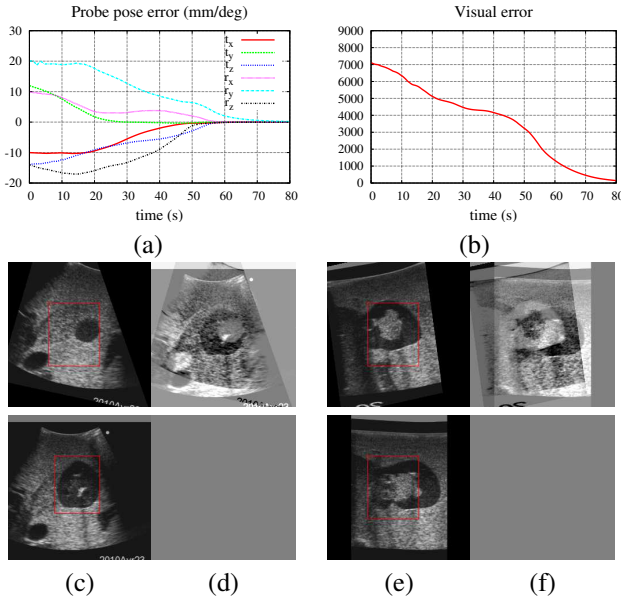 Probe pose error (mm/deg)
30
20
10
0
-10
-20
0 10 20 30 40 50 60 70 80
t_x
t_y
t_z
r_x
r_y
r_z
time (s)
(a)
Visual error
9000
8000
7000
6000
5000
4000
3000
2000
1000
0
0 10 20 30 40 50 60 70 80
time (s)
(b)
(c)
(d)
(e)
(f)